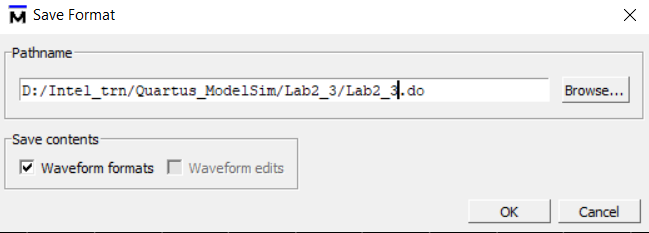 Save Format
Pathname
D:/Intel_trn/Quartus_ModelSim/Lab2_3/Lab2_3.do
Browse...
Save contents
Waveform formats
Waveform edits
OK
Cancel